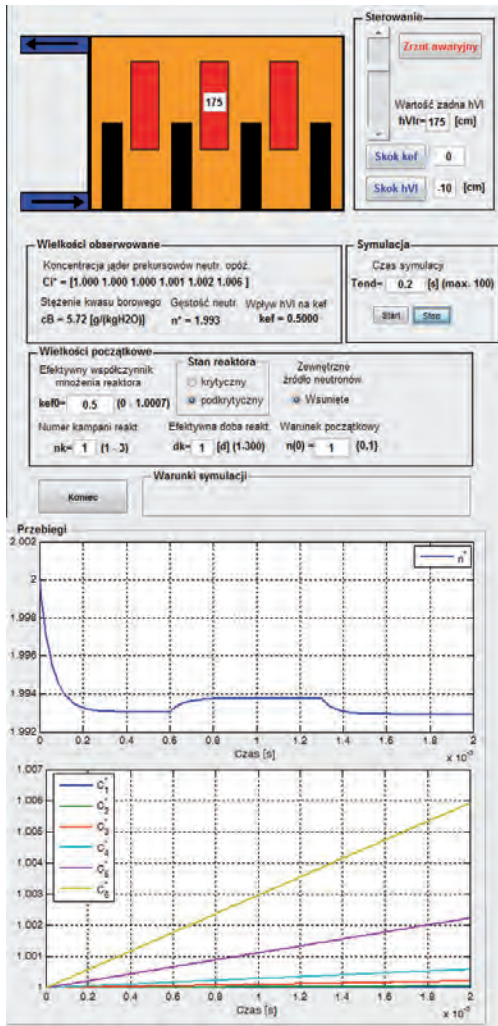 Sterowanie
Zrzut awaryjny
175
Wartość zadna hVI
hVIr= 175 [cm]
Skok kef 0
Skok hVI -10 [cm]
Wielkości obserwowane
Koncentracja jąder prekursowów neutr. opóź.
Ci* = [1.000 1.000 1.000 1.001 1.002 1.006 ]
Stężenie kwasu borowego Gęstość neutr. Wpływ hVI na kef
cB = 5.72 [g/(kgH2O)] n* = 1.993 kef = 0.5000
Symulacja
Czas symulacy
Tend= 0.2 [s] (max. 100)
Start Stop
Wielkości początkowe
Efektywny współczynnik
mnożenia reaktora
kef0= 0.5 (0 - 1.0007)
Stan reaktora
krytyczny
podkrytyczny
Zewnętrzne
źródło neutronów
Wsunięte
Numer kampani reakt. Efektywna doba reakt. Warunek początkowy
nk= 1 (1 - 3) dk= 1 [d] (1-300) n(0) = 1 {0,1}
Koniec
Warunki symulacji
Przebiegi
2.002
2
1.998
1.996
1.994
1.992
n*
0 0.2 0.4 0.6 0.8 1 1.2 1.4 1.6 1.8 2
Czas [s]
x 10⁻³
1.007
1.006
1.005
1.004
1.003
1.002
1.001
1
C*1
C*2
C*3
C*4
C*5
C*6
0 0.2 0.4 0.6 0.8 1 1.2 1.4 1.6 1.8 2
Czas [s]
x 10⁻³